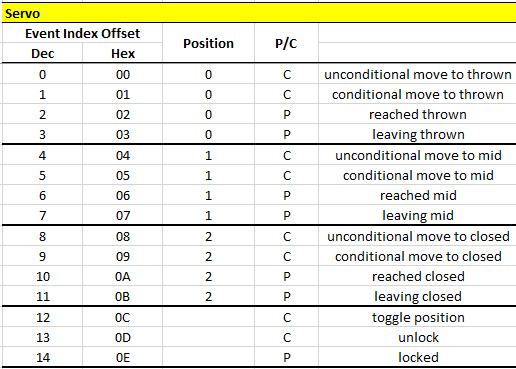 Servo
Event Index Offset Position P/C
Dec Hex
0 00 0 C unconditional move to thrown
1 01 0 C conditional move to thrown
2 02 0 P reached thrown
3 03 0 P leaving thrown
4 04 1 C unconditional move to mid
5 05 1 C conditional move to mid
6 06 1 P reached mid
7 07 1 P leaving mid
8 08 2 C unconditional move to closed
9 09 2 C conditional move to closed
10 0A 2 P reached closed
11 0B 2 P leaving closed
12 0C C toggle position
13 0D C unlock
14 0E P locked